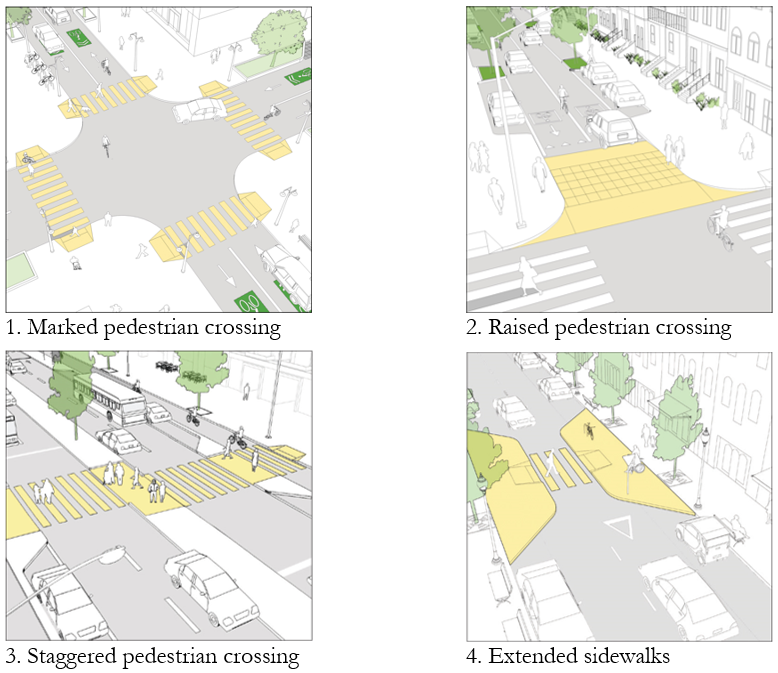 1. Marked pedestrian crossing
2. Raised pedestrian crossing
3. Staggered pedestrian crossing
4. Extended sidewalks